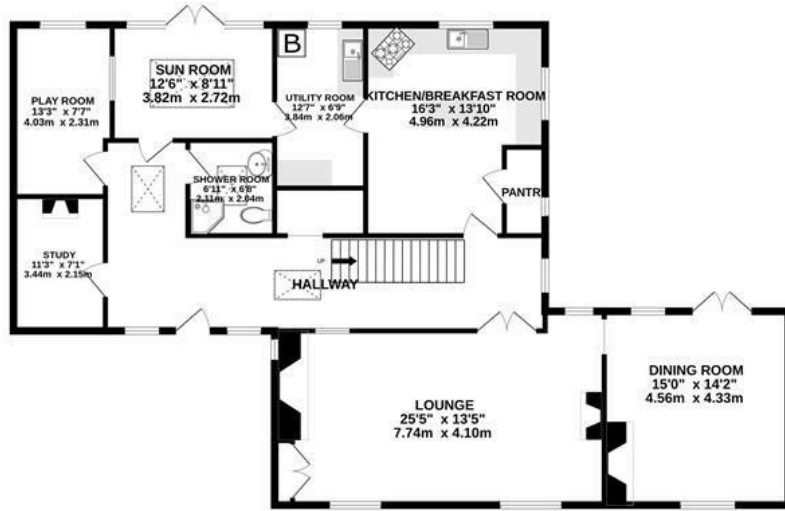 B
SUN ROOM
12'6" x 8'11"
3.82m x 2.72m
PLAY ROOM
13'3" x 7'7"
4.03m x 2.31m
UTILITY ROOM
12'7" x 6'9"
3.84m x 2.06m
KITCHEN/BREAKFAST ROOM
16'3" x 13'10"
4.96m x 4.22m
SHOWER ROOM
6'11" x 6'8"
2.11m x 2.04m
PANTR
STUDY
11'3" x 7'1"
3.44m x 2.15m
UP
HALLWAY
LOUNGE
25'5" x 13'5"
7.74m x 4.10m
DINING ROOM
15'0" x 14'2"
4.56m x 4.33m